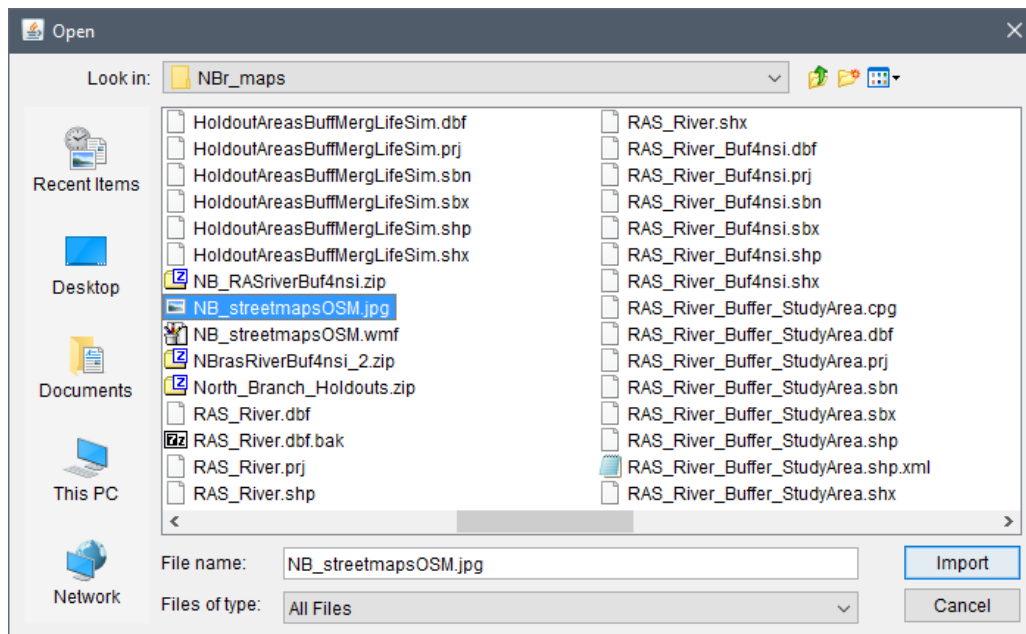 Open
Look in:
NBr_maps
Recent Items
Desktop
Documents
This PC
Network
HoldoutAreasBuffMergLifeSim.dbf
HoldoutAreasBuffMergLifeSim.prj
HoldoutAreasBuffMergLifeSim.sbn
HoldoutAreasBuffMergLifeSim.sbx
HoldoutAreasBuffMergLifeSim.shp
HoldoutAreasBuffMergLifeSim.shx
NB_RASriverBuf4nsi.zip
NB_streetmapsOSM.jpg
NB_streetmapsOSM.wmf
NBrasRiverBuf4nsi_2.zip
North_Branch_Holdouts.zip
RAS_River.dbf
RAS_River.dbf.bak
RAS_River.prj
RAS_River.shp
RAS_River.shx
RAS_River_Buf4nsi.dbf
RAS_River_Buf4nsi.prj
RAS_River_Buf4nsi.sbn
RAS_River_Buf4nsi.sbx
RAS_River_Buf4nsi.shp
RAS_River_Buf4nsi.shx
RAS_River_Buffer_StudyArea.cpg
RAS_River_Buffer_StudyArea.dbf
RAS_River_Buffer_StudyArea.prj
RAS_River_Buffer_StudyArea.sbn
RAS_River_Buffer_StudyArea.sbx
RAS_River_Buffer_StudyArea.shp
RAS_River_Buffer_StudyArea.shp.xml
RAS_River_Buffer_StudyArea.shx
File name:
NB_streetmapsOSM.jpg
Import
Files of type:
All Files
Cancel